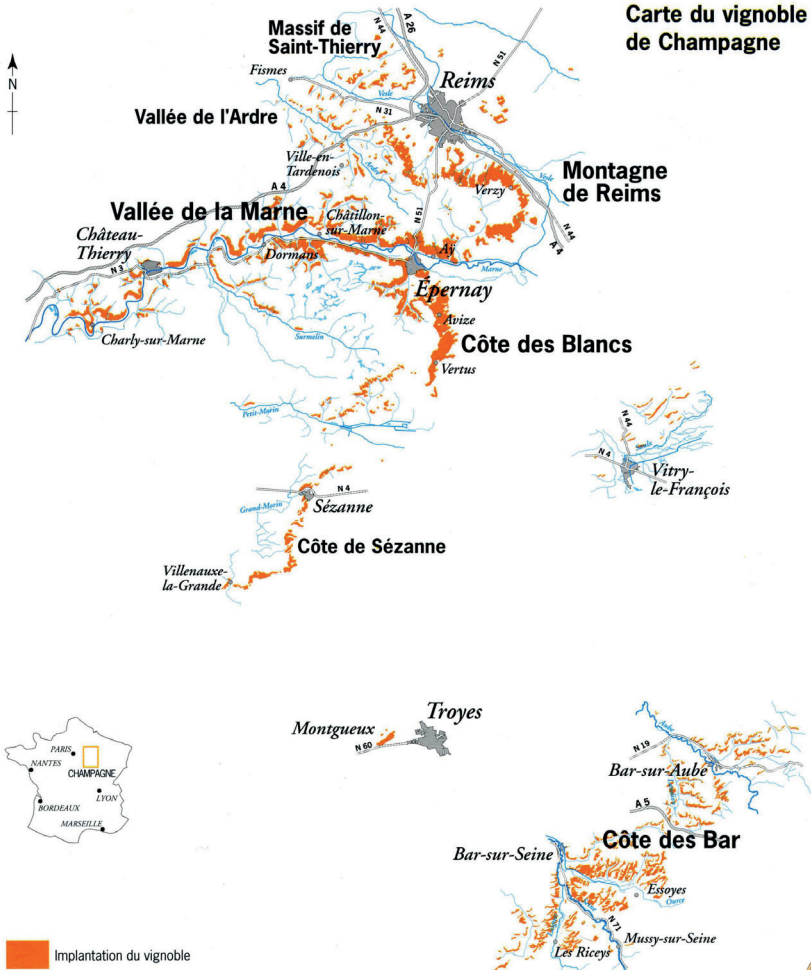 Carte du vignoble
de Champagne
Massif de
Saint-Thierry
N 44
A 26
N 51
Fismes
Vesle
Reims
Vallée de l'Ardre
N 31
Ville-en-
Tardenois
Ardre
Vesle
Montagne
de Reims
Verzy
A 4
N 51
N 44
A 4
Vallée de la Marne
Châtillon-
sur-Marne
Château-
Thierry
N 3
Dormans
Aÿ
Marne
Épernay
Avize
Charly-sur-Marne
Surmelin
Côte des Blancs
Vertus
Petit-Morin
N 44
Saulx
N 4
Vitry-
le-François
N 4
Grand-Morin
Sézanne
Côte de Sézanne
Villenauxe-
la-Grande
Montgueux
Troyes
N 60
PARIS
NANTES
CHAMPAGNE
LYON
BORDEAUX
MARSEILLE
Aube
N 19
Bar-sur-Aube
A 5
Côte des Bar
Bar-sur-Seine
Essoyes
Ource
N 71
Mussy-sur-Seine
Les Riceys
Implantation du vignoble
N